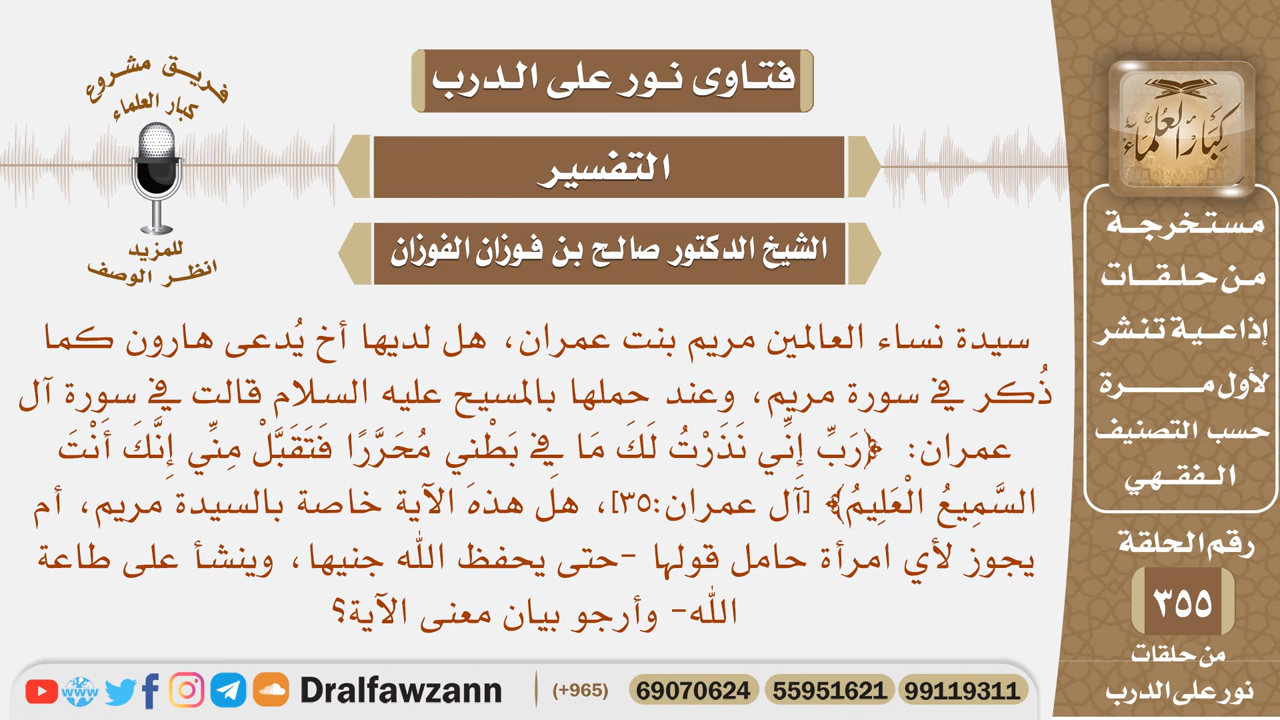 فتاوى نور على الدرب
التفسير
الشيخ الدكتور صالح بن فوزان الفوزان
فريق مشروع
كبار العلماء
للمزيد
انظر الوصف
سيدة نساء العالمين مريم بنت عمران، هل لديها أخ يُدعى هارون كما
ذُكر في سورة مريم، وعند حملها بالمسيح عليه السلام قالت في سورة آل
عمران: ﴿رَبِّ إِنِّي نَذَرْتُ لَكَ مَا فِي بَطْنِي مُحَرَّرًا فَتَقَبَّلْ مِنِّي إِنَّكَ أَنْتَ
السَّمِيعُ الْعَلِيمُ﴾ [آل عمران:٣٥]، هل هذه الآية خاصة بالسيدة مريم، أم
يجوز لأي امرأة حامل قولها -حتى يحفظ الله جنيها، وينشأ على طاعة
الله- وأرجو بيان معنى الآية؟
كِبَارُ العُلَمَاءِ
مستخرجة
من حلقات
إذاعية تنشر
لأول مرة
حسب التصنيف
الفقهي
رقم الحلقة
٣٥٥
من حلقات
نور على الدرب
www Dralfawzann (+965) 69070624 55951621 99119311